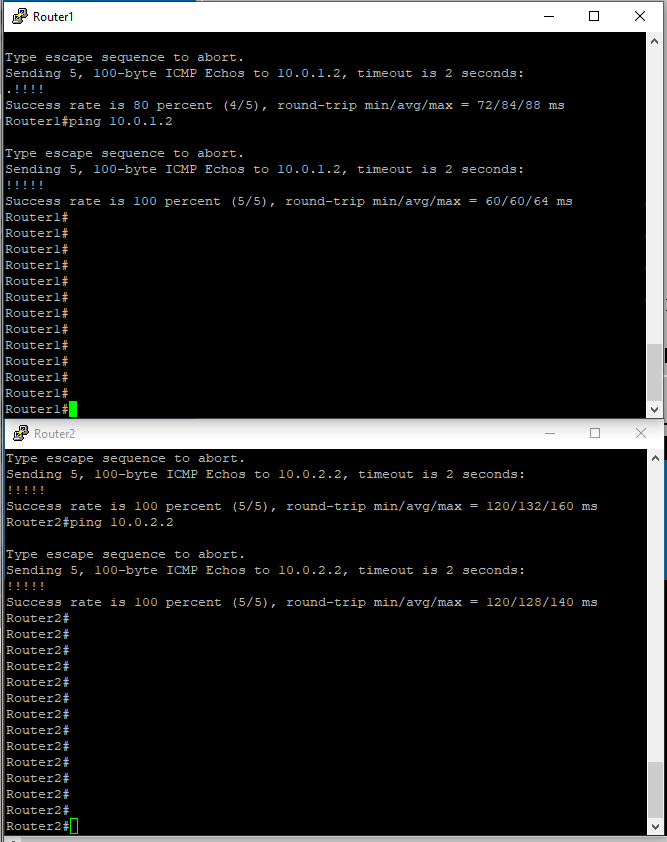 Router1
Type escape sequence to abort.
Sending 5, 100-byte ICMP Echos to 10.0.1.2, timeout is 2 seconds:
.!!!!
Success rate is 80 percent (4/5), round-trip min/avg/max = 72/84/88 ms
Router1#ping 10.0.1.2
Type escape sequence to abort.
Sending 5, 100-byte ICMP Echos to 10.0.1.2, timeout is 2 seconds:
!!!!!
Success rate is 100 percent (5/5), round-trip min/avg/max = 60/60/64 ms
Router1#
Router1#
Router1#
Router1#
Router1#
Router1#
Router1#
Router1#
Router1#
Router1#
Router1#
Router1#
Router1#
Router2
Type escape sequence to abort.
Sending 5, 100-byte ICMP Echos to 10.0.2.2, timeout is 2 seconds:
!!!!!
Success rate is 100 percent (5/5), round-trip min/avg/max = 120/132/160 ms
Router2#ping 10.0.2.2
Type escape sequence to abort.
Sending 5, 100-byte ICMP Echos to 10.0.2.2, timeout is 2 seconds:
!!!!!
Success rate is 100 percent (5/5), round-trip min/avg/max = 120/128/140 ms
Router2#
Router2#
Router2#
Router2#
Router2#
Router2#
Router2#
Router2#
Router2#
Router2#
Router2#
Router2#
Router2#
Router2#